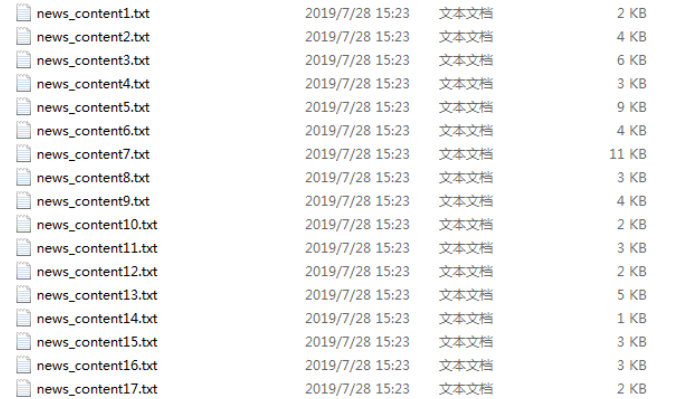 news_content1.txt 2019/7/28 15:23 文本文档 2 KB
news_content2.txt 2019/7/28 15:23 文本文档 4 KB
news_content3.txt 2019/7/28 15:23 文本文档 6 KB
news_content4.txt 2019/7/28 15:23 文本文档 3 KB
news_content5.txt 2019/7/28 15:23 文本文档 9 KB
news_content6.txt 2019/7/28 15:23 文本文档 4 KB
news_content7.txt 2019/7/28 15:23 文本文档 11 KB
news_content8.txt 2019/7/28 15:23 文本文档 3 KB
news_content9.txt 2019/7/28 15:23 文本文档 4 KB
news_content10.txt 2019/7/28 15:23 文本文档 2 KB
news_content11.txt 2019/7/28 15:23 文本文档 3 KB
news_content12.txt 2019/7/28 15:23 文本文档 2 KB
news_content13.txt 2019/7/28 15:23 文本文档 5 KB
news_content14.txt 2019/7/28 15:23 文本文档 1 KB
news_content15.txt 2019/7/28 15:23 文本文档 3 KB
news_content16.txt 2019/7/28 15:23 文本文档 3 KB
news_content17.txt 2019/7/28 15:23 文本文档 2 KB